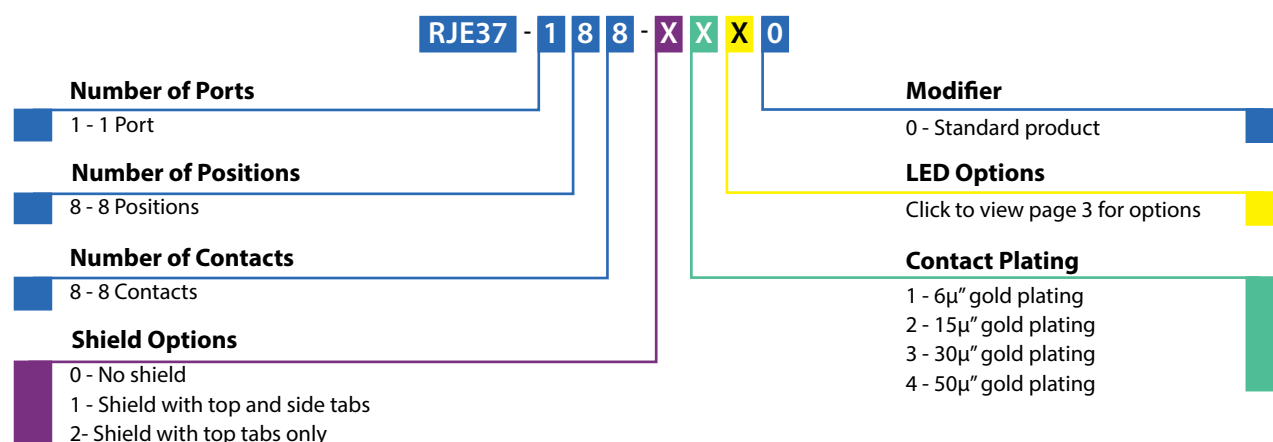 RJE37 - 1 8 8 - X X X 0
Number of Ports
1 - 1 Port
Number of Positions
8 - 8 Positions
Number of Contacts
8 - 8 Contacts
Shield Options
0 - No shield
1 - Shield with top and side tabs
2- Shield with top tabs only
Modifier
0 - Standard product
LED Options
Click to view page 3 for options
Contact Plating
1 - 6µ” gold plating
2 - 15µ” gold plating
3 - 30µ” gold plating
4 - 50µ” gold plating